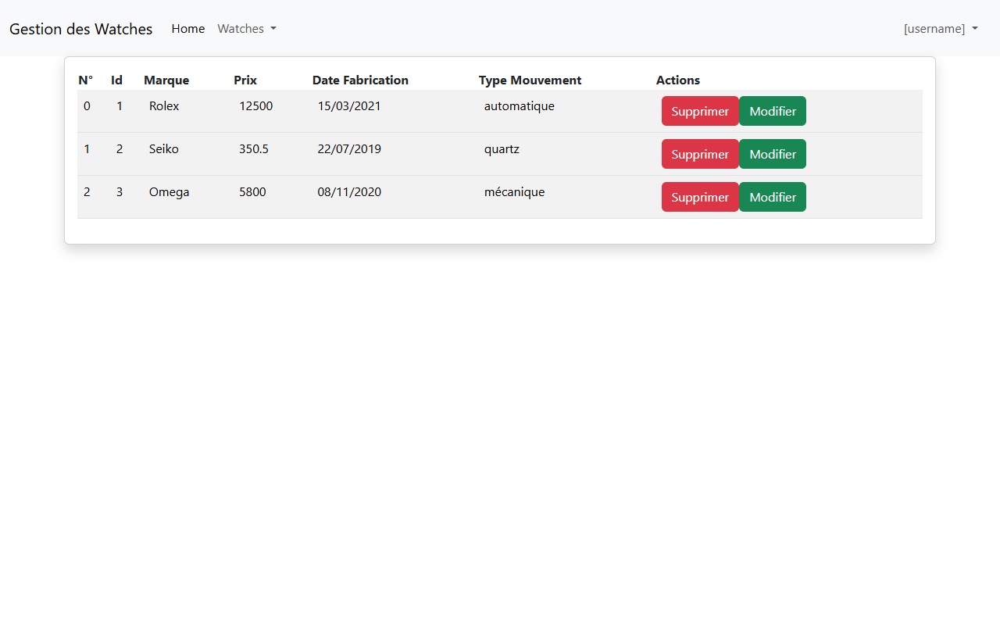 Gestion des Watches Home Watches [username]
N° Id Marque Prix Date Fabrication Type Mouvement Actions
0 1 Rolex 12500 15/03/2021 automatique Supprimer Modifier
1 2 Seiko 350.5 22/07/2019 quartz Supprimer Modifier
2 3 Omega 5800 08/11/2020 mécanique Supprimer Modifier